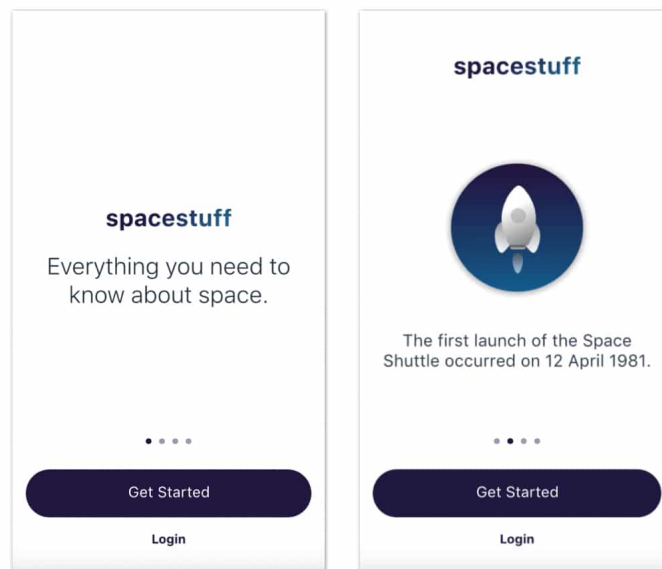 spacestuff
Everything you need to
know about space.
Get Started
Login
spacestuff
The first launch of the Space
Shuttle occurred on 12 April 1981.
Get Started
Login